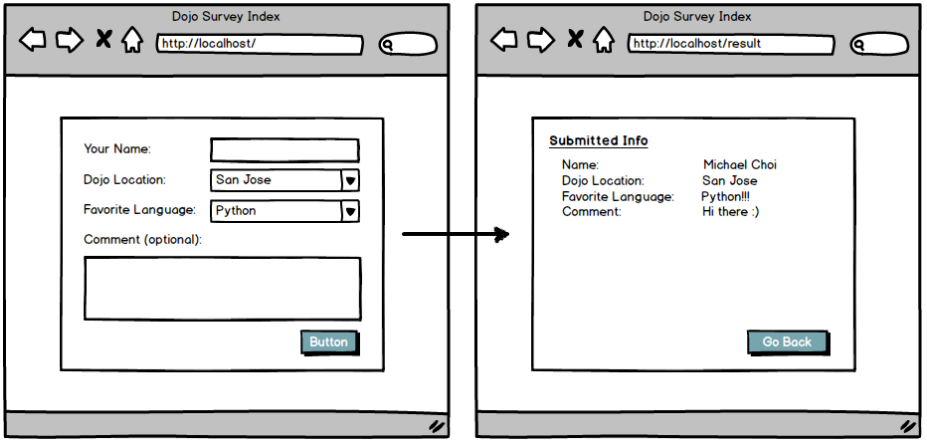 Dojo Survey Index
http://localhost/
Your Name:
Dojo Location: San Jose
Favorite Language: Python
Comment (optional):
Button
Dojo Survey Index
http://localhost/result
Submitted Info
Name: Michael Choi
Dojo Location: San Jose
Favorite Language: Python!!!
Comment: Hi there :)
Go Back